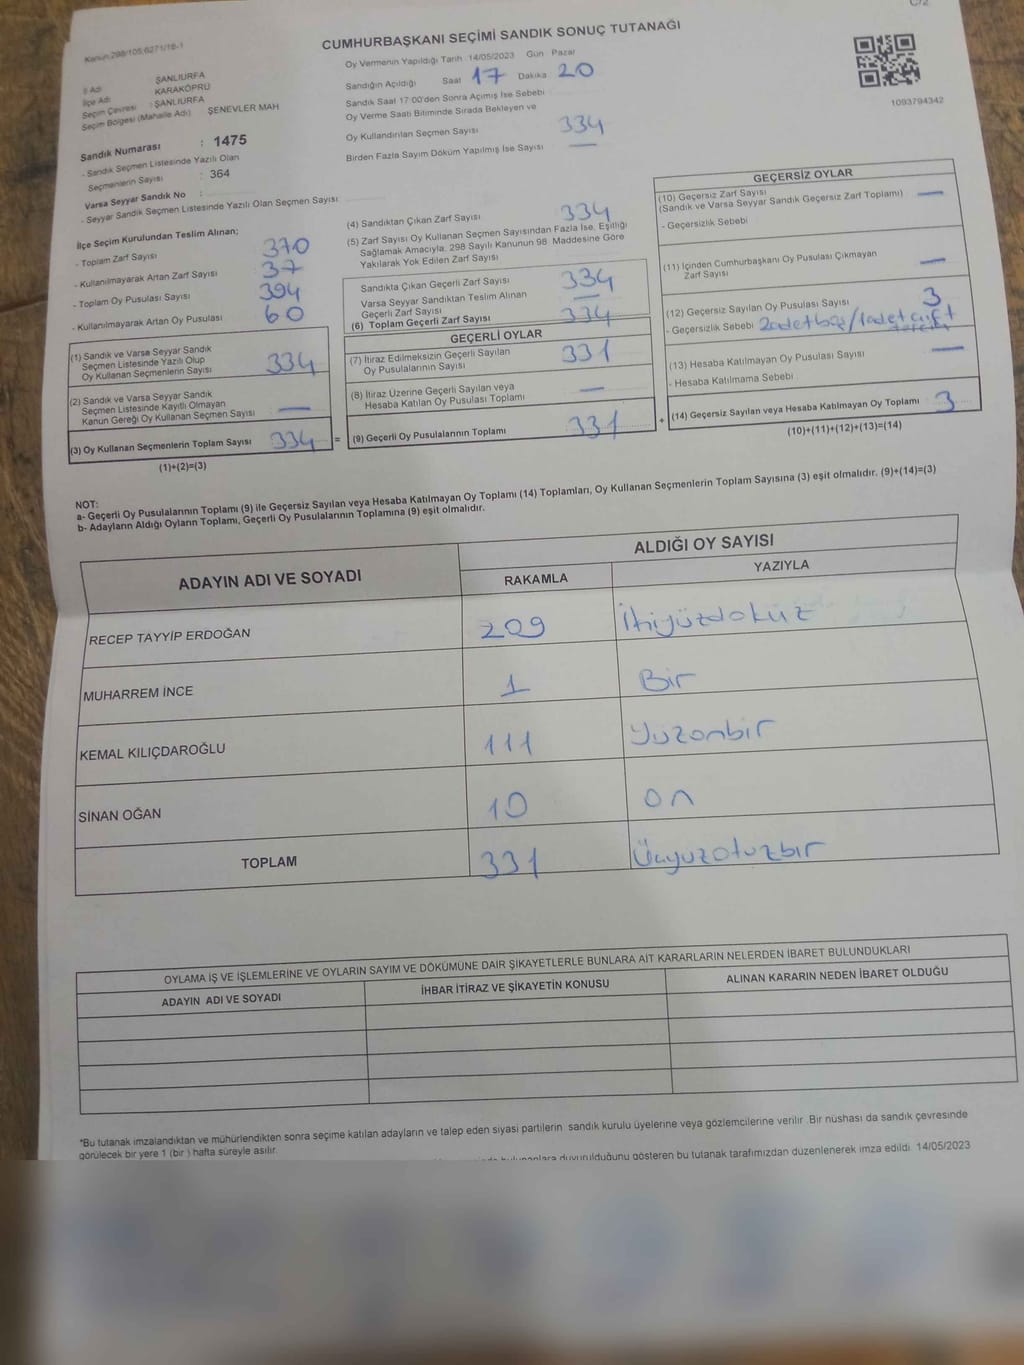 C/2
Kanun:298/105,6271/18-1
CUMHURBAŞKANI SEÇİMİ SANDIK SONUÇ TUTANAĞI
İl Adı ŞANLIURFA
İlçe Adı KARAKÖPRÜ
Seçim Çevresi : ŞANLIURFA
Seçim Bölgesi (Mahalle Adı) ŞENEVLER MAH
Sandık Numarası : 1475
- Sandık Seçmen Listesinde Yazılı Olan
Seçmenlerin Sayısı : 364
Varsa Seyyar Sandık No :
- Seyyar Sandık Seçmen Listesinde Yazılı Olan Seçmen Sayısı:
Oy Vermenin Yapıldığı Tarih :14/05/2023 Gün Pazar
Sandığın Açıldığı Saat 17 Dakika 20
Sandık Saat 17:00'den Sonra Açımış İse Sebebi
Oy Verme Saati Bitiminde Sırada Bekleyen ve
Oy Kullandırılan Seçmen Sayısı 334
Birden Fazla Sayım Döküm Yapılmış İse Sayısı —
1093794342
İlçe Seçim Kurulundan Teslim Alınan;
- Toplam Zarf Sayısı 370
- Kullanılmayarak Artan Zarf Sayısı 37
- Toplam Oy Pusulası Sayısı 394
- Kullanılmayarak Artan Oy Pusulası 60
(1) Sandık ve Varsa Seyyar Sandık
Seçmen Listesinde Yazılı Olup
Oy Kullanan Seçmenlerin Sayısı 334
(2) Sandık ve Varsa Seyyar Sandık
Seçmen Listesinde Kayıtlı Olmayan
Kanun Gereği Oy Kullanan Seçmen Sayısı —
(3) Oy Kullanan Seçmenlerin Toplam Sayısı 334 =
(1)+(2)=(3)
(4) Sandıktan Çıkan Zarf Sayısı 334
(5) Zarf Sayısı Oy Kullanan Seçmen Sayısından Fazla İse, Eşitliği
Sağlamak Amacıyla, 298 Sayılı Kanunun 98. Maddesine Göre
Yakılarak Yok Edilen Zarf Sayısı
Sandıkta Çıkan Geçerli Zarf Sayısı 334
Varsa Seyyar Sandıktan Teslim Alınan
Geçerli Zarf Sayısı —
(6) Toplam Geçerli Zarf Sayısı 334
GEÇERLİ OYLAR
(7) İtiraz Edilmeksizin Geçerli Sayılan
Oy Pusulalarının Sayısı 331
(8) İtiraz Üzerine Geçerli Sayılan veya
Hesaba Katılan Oy Pusulası Toplamı —
(9) Geçerli Oy Pusulalarının Toplamı 331 +
GEÇERSİZ OYLAR
(10) Geçersiz Zarf Sayısı
(Sandık ve Varsa Seyyar Sandık Geçersiz Zarf Toplamı) —
- Geçersizlik Sebebi
(11) İçinden Cumhurbaşkanı Oy Pusulası Çıkmayan
Zarf Sayısı —
(12) Geçersiz Sayılan Oy Pusulası Sayısı 3
- Geçersizlik Sebebi 2adet boş/1adet çift
(13) Hesaba Katılmayan Oy Pusulası Sayısı —
- Hesaba Katılmama Sebebi
(14) Geçersiz Sayılan veya Hesaba Katılmayan Oy Toplamı 3
(10)+(11)+(12)+(13)=(14)
NOT:
a- Geçerli Oy Pusulalarının Toplamı (9) ile Geçersiz Sayılan veya Hesaba Katılmayan Oy Toplamı (14) Toplamları, Oy Kullanan Seçmenlerin Toplam Sayısına (3) eşit olmalıdır. (9)+(14)=(3)
b- Adayların Aldığı Oyların Toplamı, Geçerli Oy Pusulalarının Toplamına (9) eşit olmalıdır.
ADAYIN ADI VE SOYADI ALDIĞI OY SAYISI
RAKAMLA YAZIYLA
RECEP TAYYİP ERDOĞAN 209 İkiyüzdokuz
MUHARREM İNCE 1 Bir
KEMAL KILIÇDAROĞLU 111 Yüzonbir
SİNAN OĞAN 10 on
TOPLAM 331 Üçyüzotuzbir
OYLAMA İŞ VE İŞLEMLERİNE VE OYLARIN SAYIM VE DÖKÜMÜNE DAİR ŞİKAYETLERLE BUNLARA AİT KARARLARIN NELERDEN İBARET BULUNDUKLARI
ADAYIN ADI VE SOYADI İHBAR İTİRAZ VE ŞİKAYETİN KONUSU ALINAN KARARIN NEDEN İBARET OLDUĞU
*Bu tutanak imzalandıktan ve mühürlendikten sonra seçime katılan adayların ve talep eden siyasi partilerin sandık kurulu üyelerine veya gözlemcilerine verilir. Bir nüshası da sandık çevresinde
görülecek bir yere 1 (bir) hafta süreyle asılır.
duyurulduğunu gösteren bu tutanak tarafımızdan düzenlenerek imza edildi. 14/05/2023